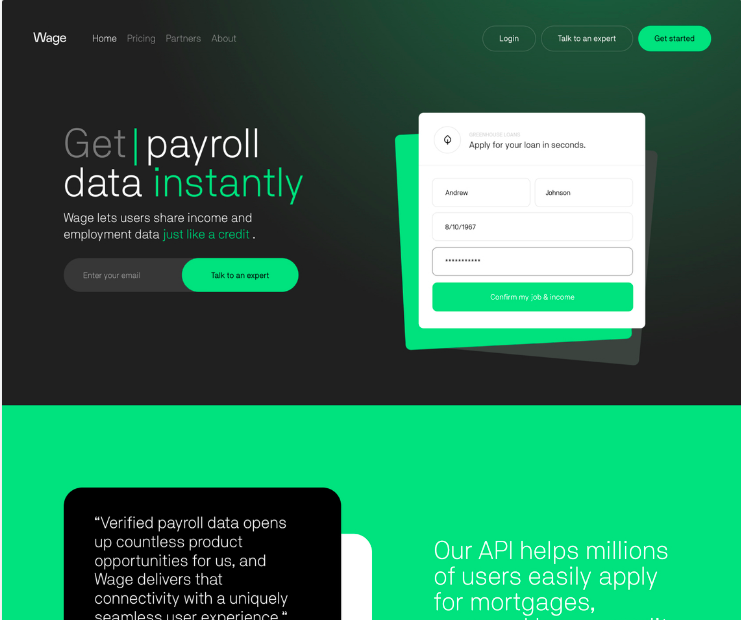 Wage
Home Pricing Partners About
Login Talk to an expert Get started
Get payroll
data instantly
Wage lets users share income and
employment data just like a credit .
Enter your email Talk to an expert
GREENHOUSE LOANS
Apply for your loan in seconds.
Andrew Johnson
8/10/1967
***********
Confirm my job & income
“Verified payroll data opens
up countless product
opportunities for us, and
Wage delivers that
connectivity with a uniquely
seamless user experience.”
Our API helps millions
of users easily apply
for mortgages,